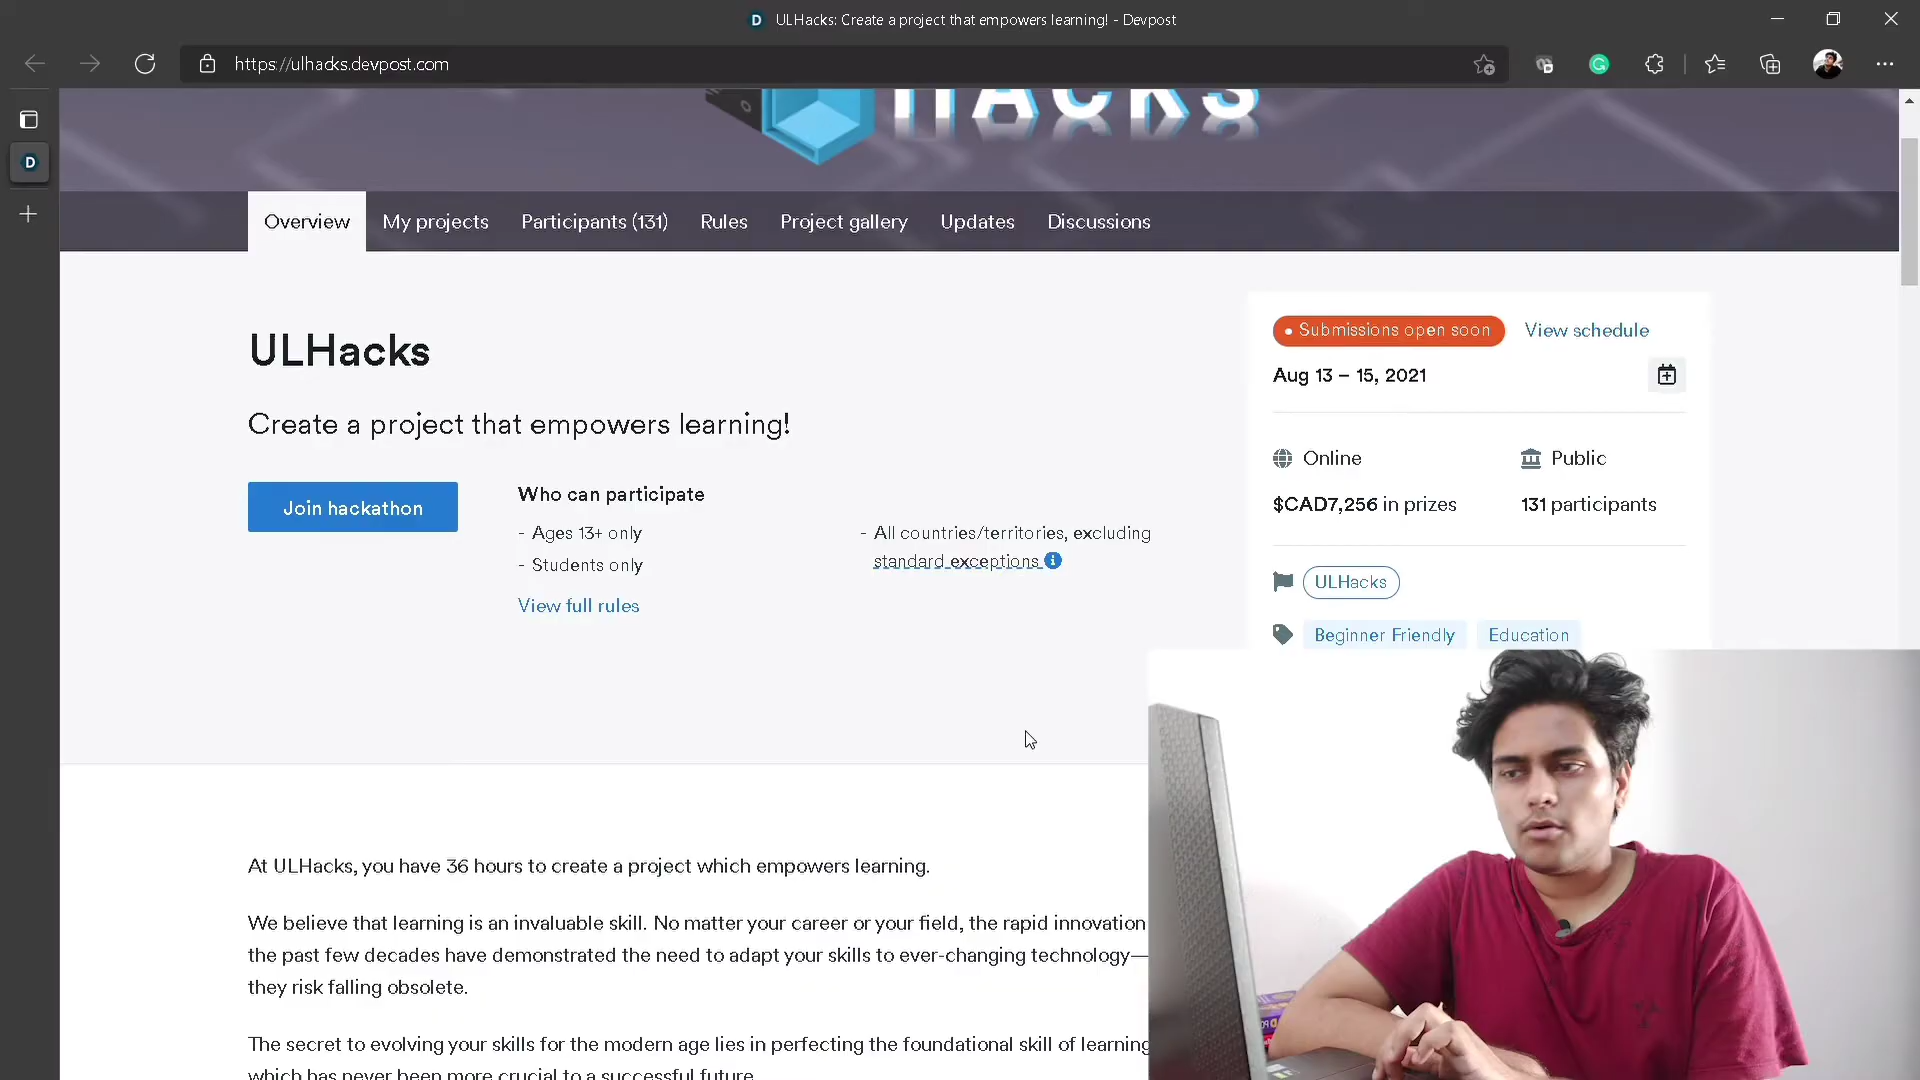 D ULHacks: Create a project that empowers learning! - Devpost
https://ulhacks.devpost.com
HACKS
Overview My projects Participants (131) Rules Project gallery Updates Discussions
ULHacks
Create a project that empowers learning!
Join hackathon
Who can participate
- Ages 13+ only
- Students only
View full rules
- All countries/territories, excluding
standard exceptions
Submissions open soon View schedule
Aug 13 – 15, 2021
Online Public
$CAD7,256 in prizes 131 participants
ULHacks
Beginner Friendly Education
At ULHacks, you have 36 hours to create a project which empowers learning.
We believe that learning is an invaluable skill. No matter your career or your field, the rapid innovation
the past few decades have demonstrated the need to adapt your skills to ever-changing technology—
they risk falling obsolete.
The secret to evolving your skills for the modern age lies in perfecting the foundational skill of learning
which has never been more crucial to a successful future.